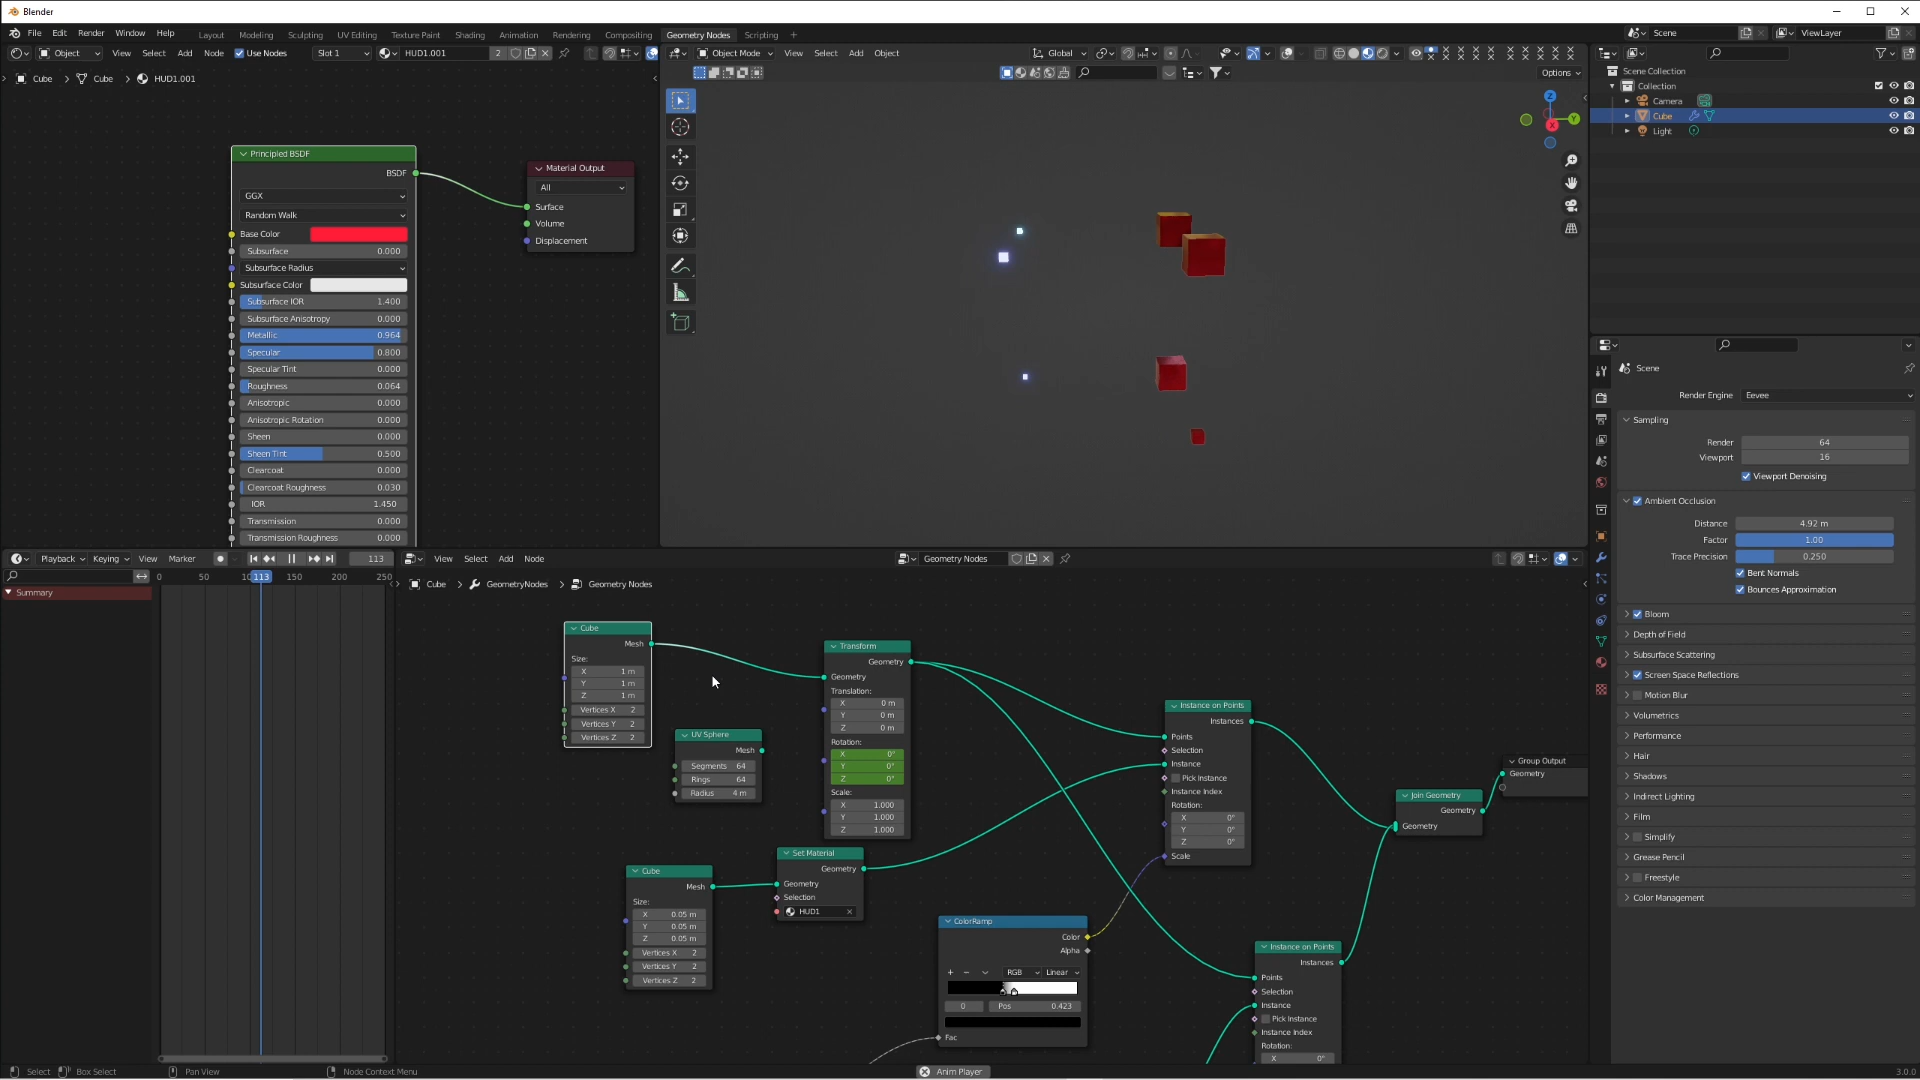 Blender
File Edit Render Window Help Layout Modeling Sculpting UV Editing Texture Paint Shading Animation Rendering Compositing Geometry Nodes Scripting + Scene ViewLayer
Object View Select Add Node Use Nodes Slot 1 HUD1.001 2
Object Mode View Select Add Object Global
Options
Cube > Cube > HUD1.001
Principled BSDF
BSDF
GGX
Random Walk
Base Color
Subsurface 0.000
Subsurface Radius
Subsurface Color
Subsurface IOR 1.400
Subsurface Anisotropy 0.000
Metallic 0.964
Specular 0.800
Specular Tint 0.000
Roughness 0.064
Anisotropic 0.000
Anisotropic Rotation 0.000
Sheen 0.000
Sheen Tint 0.500
Clearcoat 0.000
Clearcoat Roughness 0.030
IOR 1.450
Transmission 0.000
Transmission Roughness 0.000
Material Output
All
Surface
Volume
Displacement
Z
Y
X
Scene Collection
Collection
Camera
Cube
Light
Scene
Render Engine Eevee
Sampling
Render 64
Viewport 16
Viewport Denoising
Ambient Occlusion
Distance 4.92 m
Factor 1.00
Trace Precision 0.250
Bent Normals
Bounces Approximation
Bloom
Depth of Field
Subsurface Scattering
Screen Space Reflections
Motion Blur
Volumetrics
Performance
Hair
Shadows
Indirect Lighting
Film
Simplify
Grease Pencil
Freestyle
Color Management
Playback Keying View Marker 113
0 50 10 113 150 200 250
Summary
View Select Add Node Geometry Nodes
Cube > GeometryNodes > Geometry Nodes
Cube
Mesh
Size:
X 1 m
Y 1 m
Z 1 m
Vertices X 2
Vertices Y 2
Vertices Z 2
UV Sphere
Mesh
Segments 64
Rings 64
Radius 4 m
Transform
Geometry
Geometry
Translation:
X 0 m
Y 0 m
Z 0 m
Rotation:
X 0°
Y 0°
Z 0°
Scale:
X 1.000
Y 1.000
Z 1.000
Cube
Mesh
Size:
X 0.05 m
Y 0.05 m
Z 0.05 m
Vertices X 2
Vertices Y 2
Vertices Z 2
Set Material
Geometry
Geometry
Selection
HUD1
ColorRamp
Color
Alpha
+ − RGB Linear
0 Pos 0.423
Fac
Instance on Points
Instances
Points
Selection
Instance
Pick Instance
Instance Index
Rotation:
X 0°
Y 0°
Z 0°
Scale
Instance on Points
Instances
Points
Selection
Instance
Pick Instance
Instance Index
Rotation:
X 0°
Join Geometry
Geometry
Geometry
Group Output
Geometry
Select Box Select Pan View Node Context Menu Anim Player 3.0.0